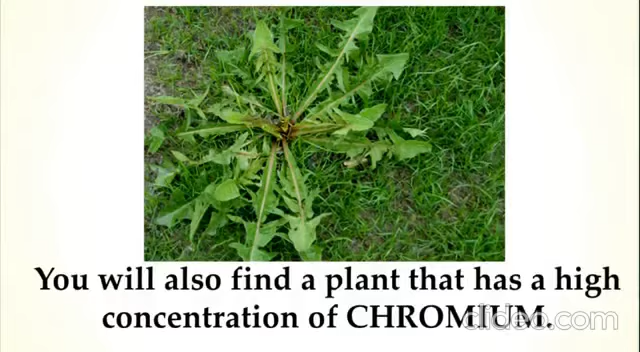 You will also find a plant that has a high
concentration of CHROMIUM.
clideo.com